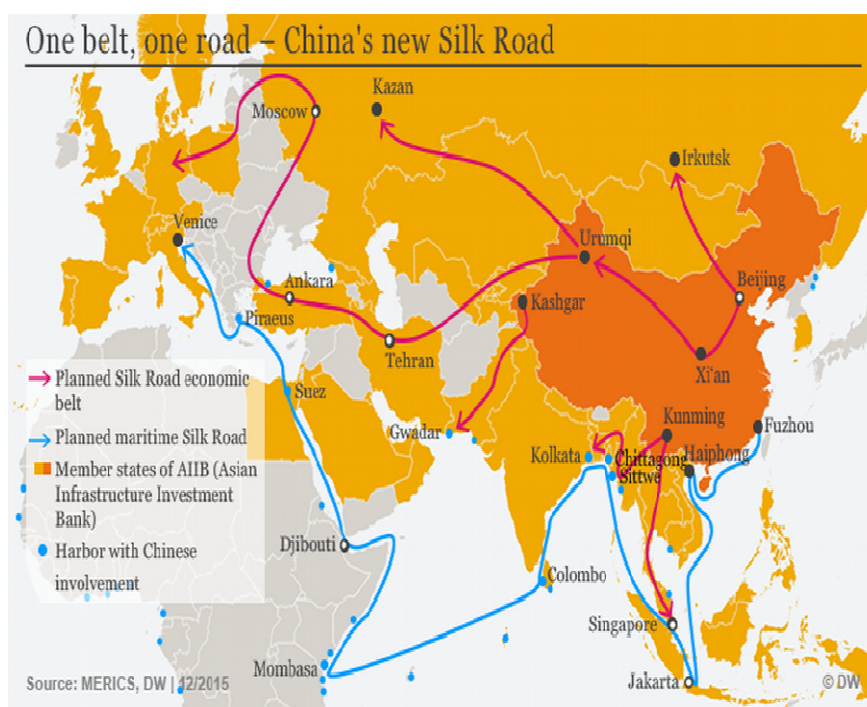 One belt, one road – China's new Silk Road
Kazan
Moscow
Irkutsk
Venice
Urumqi
Ankara
Beijing
Kashgar
Piraeus
Tehran
Xi'an
Planned Silk Road economic
belt
Suez
Kunming
Fuzhou
Gwadar
Planned maritime Silk Road
Kolkata
Chittagong
Haiphong
Sittwe
Member states of AIIB (Asian
Infrastructure Investment
Bank)
Djibouti
Harbor with Chinese
involvement
Colombo
Singapore
Mombasa
Jakarta
Source: MERICS, DW | 12/2015
© DW